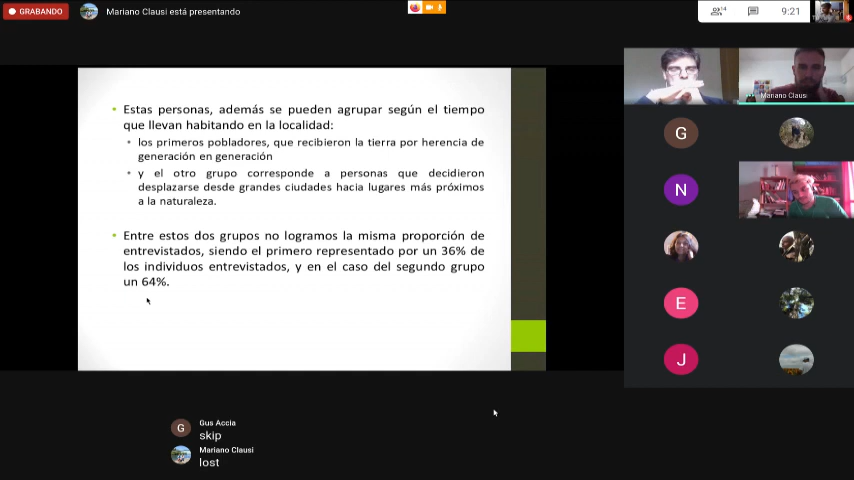 GRABANDO
Mariano Clausi está presentando
14
9:21
Mariano Clausi
Estas personas, además se pueden agrupar según el tiempo
que llevan habitando en la localidad:
los primeros pobladores, que recibieron la tierra por herencia de
generación en generación
y el otro grupo corresponde a personas que decidieron
desplazarse desde grandes ciudades hacia lugares más próximos
a la naturaleza.
Entre estos dos grupos no logramos la misma proporción de
entrevistados, siendo el primero representado por un 36% de
los individuos entrevistados, y en el caso del segundo grupo
un 64%.
G
N
E
J
G
Gus Accia
skip
Mariano Clausi
lost